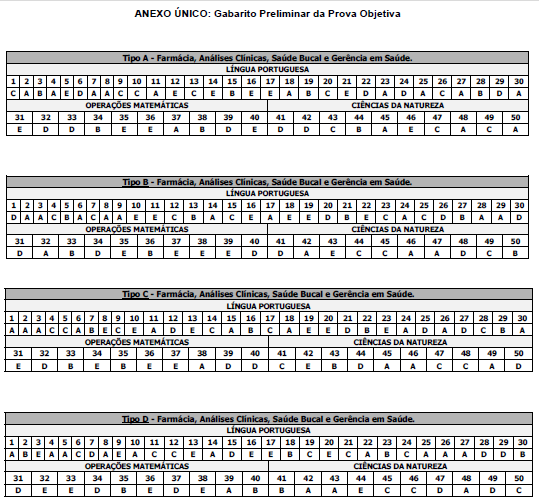 ANEXO ÚNICO: Gabarito Preliminar da Prova Objetiva
Tipo A - Farmácia, Análises Clínicas, Saúde Bucal e Gerência em Saúde.
LÍNGUA PORTUGUESA
1 2 3 4 5 6 7 8 9 10 11 12 13 14 15 16 17 18 19 20 21 22 23 24 25 26 27 28 29 30
C A B A E D A A C C A E C E B E E A B C E D A D A C A B D A
OPERAÇÕES MATEMÁTICAS CIÊNCIAS DA NATUREZA
31 32 33 34 35 36 37 38 39 40 41 42 43 44 45 46 47 48 49 50
E D D B E E A B D E D D C B A E C A C A
Tipo B - Farmácia, Análises Clínicas, Saúde Bucal e Gerência em Saúde.
LÍNGUA PORTUGUESA
1 2 3 4 5 6 7 8 9 10 11 12 13 14 15 16 17 18 19 20 21 22 23 24 25 26 27 28 29 30
D A A C B A C A A E E C B A C E A E E D B E C A C D B A A D
OPERAÇÕES MATEMÁTICAS CIÊNCIAS DA NATUREZA
31 32 33 34 35 36 37 38 39 40 41 42 43 44 45 46 47 48 49 50
D A B D E B E E E D D A E C C A A D C B
Tipo C - Farmácia, Análises Clínicas, Saúde Bucal e Gerência em Saúde.
LÍNGUA PORTUGUESA
1 2 3 4 5 6 7 8 9 10 11 12 13 14 15 16 17 18 19 20 21 22 23 24 25 26 27 28 29 30
A A A C C A B E C E A D E C A B C A E E D B E A D A D C B A
OPERAÇÕES MATEMÁTICAS CIÊNCIAS DA NATUREZA
31 32 33 34 35 36 37 38 39 40 41 42 43 44 45 46 47 48 49 50
E D B E B E E A D D C E B D A A C C A D
Tipo D - Farmácia, Análises Clínicas, Saúde Bucal e Gerência em Saúde.
LÍNGUA PORTUGUESA
1 2 3 4 5 6 7 8 9 10 11 12 13 14 15 16 17 18 19 20 21 22 23 24 25 26 27 28 29 30
A B E A A C D A E A C C E A D E E B C E C A B C A A A D D B
OPERAÇÕES MATEMÁTICAS CIÊNCIAS DA NATUREZA
31 32 33 34 35 36 37 38 39 40 41 42 43 44 45 46 47 48 49 50
D E E D B E B A A E C C D A D C